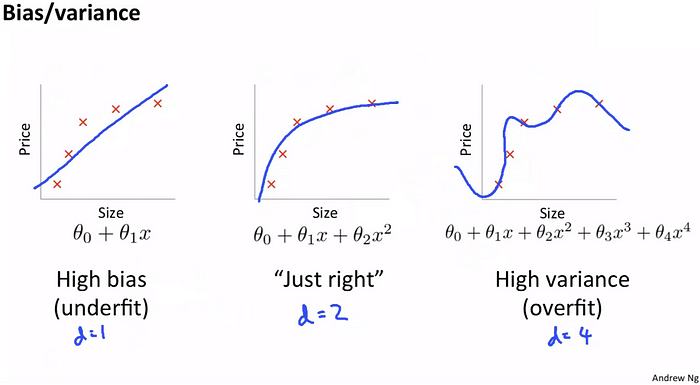 Bias/variance
Price
Size
θ₀ + θ₁x
High bias
(underfit)
d=1
Price
Size
θ₀ + θ₁x + θ₂x²
“Just right”
d=2
Price
Size
θ₀ + θ₁x + θ₂x² + θ₃x³ + θ₄x⁴
High variance
(overfit)
d=4
Andrew Ng